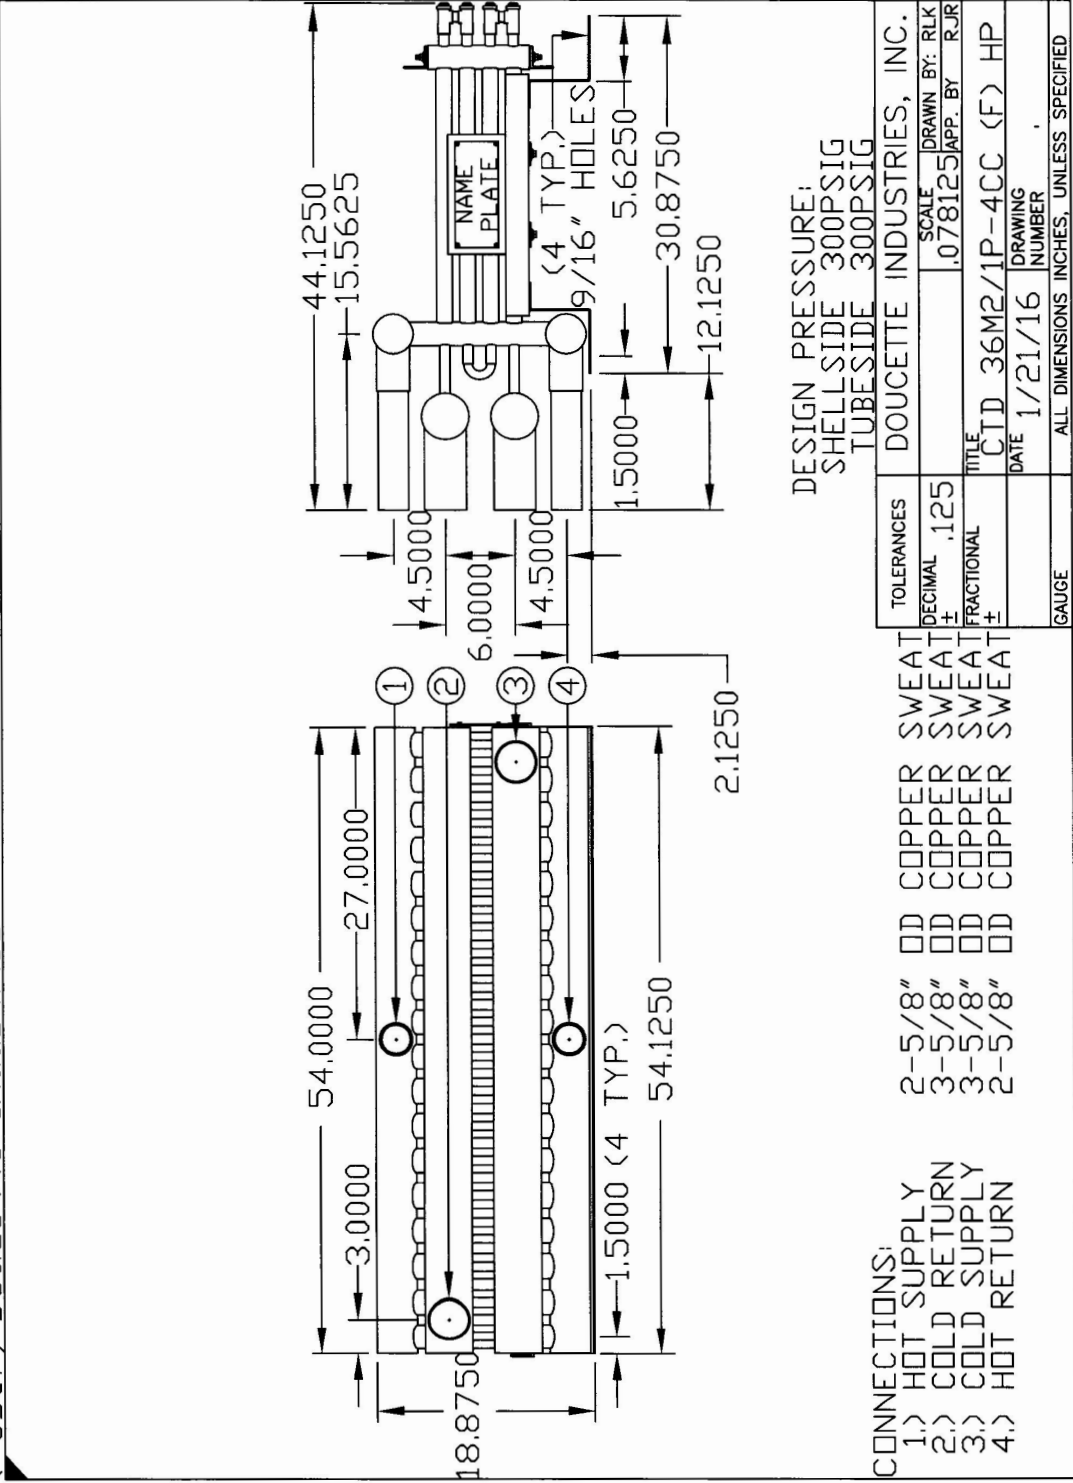 54.0000
27.0000
3.0000
18.8750
1.5000 (4 TYP.)
54.1250
1
2
3
4
44.1250
15.5625
4.5000
6.0000
4.5000
2.1250
NAME
PLATE
(4 TYP.)
9/16" HOLES
5.6250
30.8750
1.5000
12.1250
DESIGN PRESSURE:
SHELLSIDE 300PSIG
TUBESIDE 300PSIG
CONNECTIONS:
1.) HOT SUPPLY 2-5/8" OD COPPER SWEAT
2.) COLD RETURN 3-5/8" OD COPPER SWEAT
3.) COLD SUPPLY 3-5/8" OD COPPER SWEAT
4.) HOT RETURN 2-5/8" OD COPPER SWEAT
TOLERANCES
DECIMAL
± .125
FRACTIONAL
±
GAUGE
DOUCETTE INDUSTRIES, INC.
SCALE
.078125
DRAWN BY: RLK
APP. BY RJR
TITLE
CTD 36M2/1P-4CC (F) HP
DATE 1/21/16
DRAWING
NUMBER
ALL DIMENSIONS INCHES, UNLESS SPECIFIED